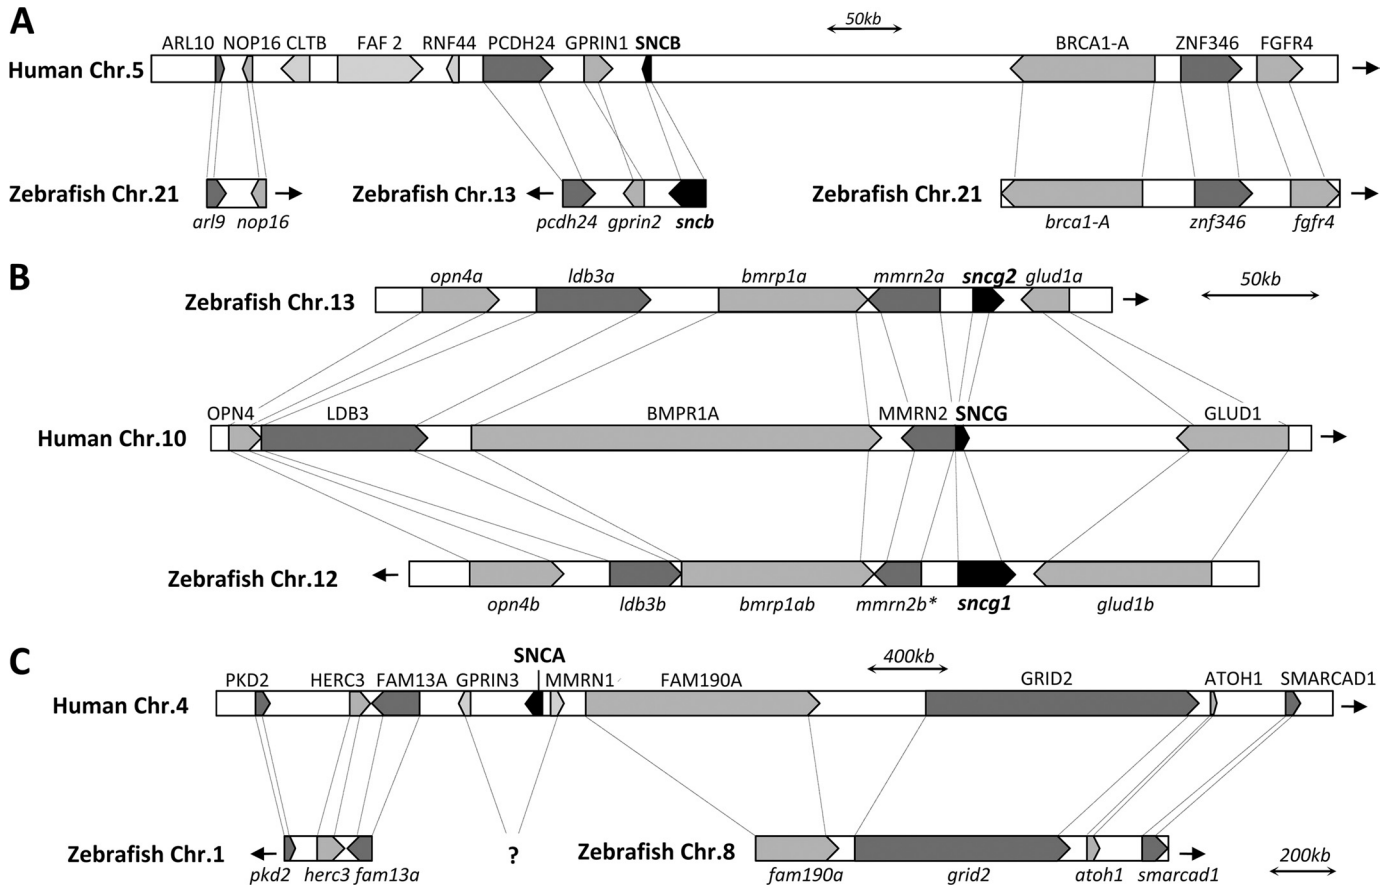 A
50kb
ARL10 NOP16 CLTB FAF 2 RNF44 PCDH24 GPRIN1 SNCB BRCA1-A ZNF346 FGFR4
Human Chr.5
Zebrafish Chr.21 Zebrafish Chr.13 Zebrafish Chr.21
arl9 nop16 pcdh24 gprin2 sncb brca1-A znf346 fgfr4
B
opn4a ldb3a bmrp1a mmrn2a sncg2 glud1a 50kb
Zebrafish Chr.13
OPN4 LDB3 BMPR1A MMRN2 SNCG GLUD1
Human Chr.10
Zebrafish Chr.12
opn4b ldb3b bmrp1ab mmrn2b* sncg1 glud1b
C
SNCA 400kb
PKD2 HERC3 FAM13A GPRIN3 MMRN1 FAM190A GRID2 ATOH1 SMARCAD1
Human Chr.4
Zebrafish Chr.1 ? Zebrafish Chr.8 200kb
pkd2 herc3 fam13a fam190a grid2 atoh1 smarcad1